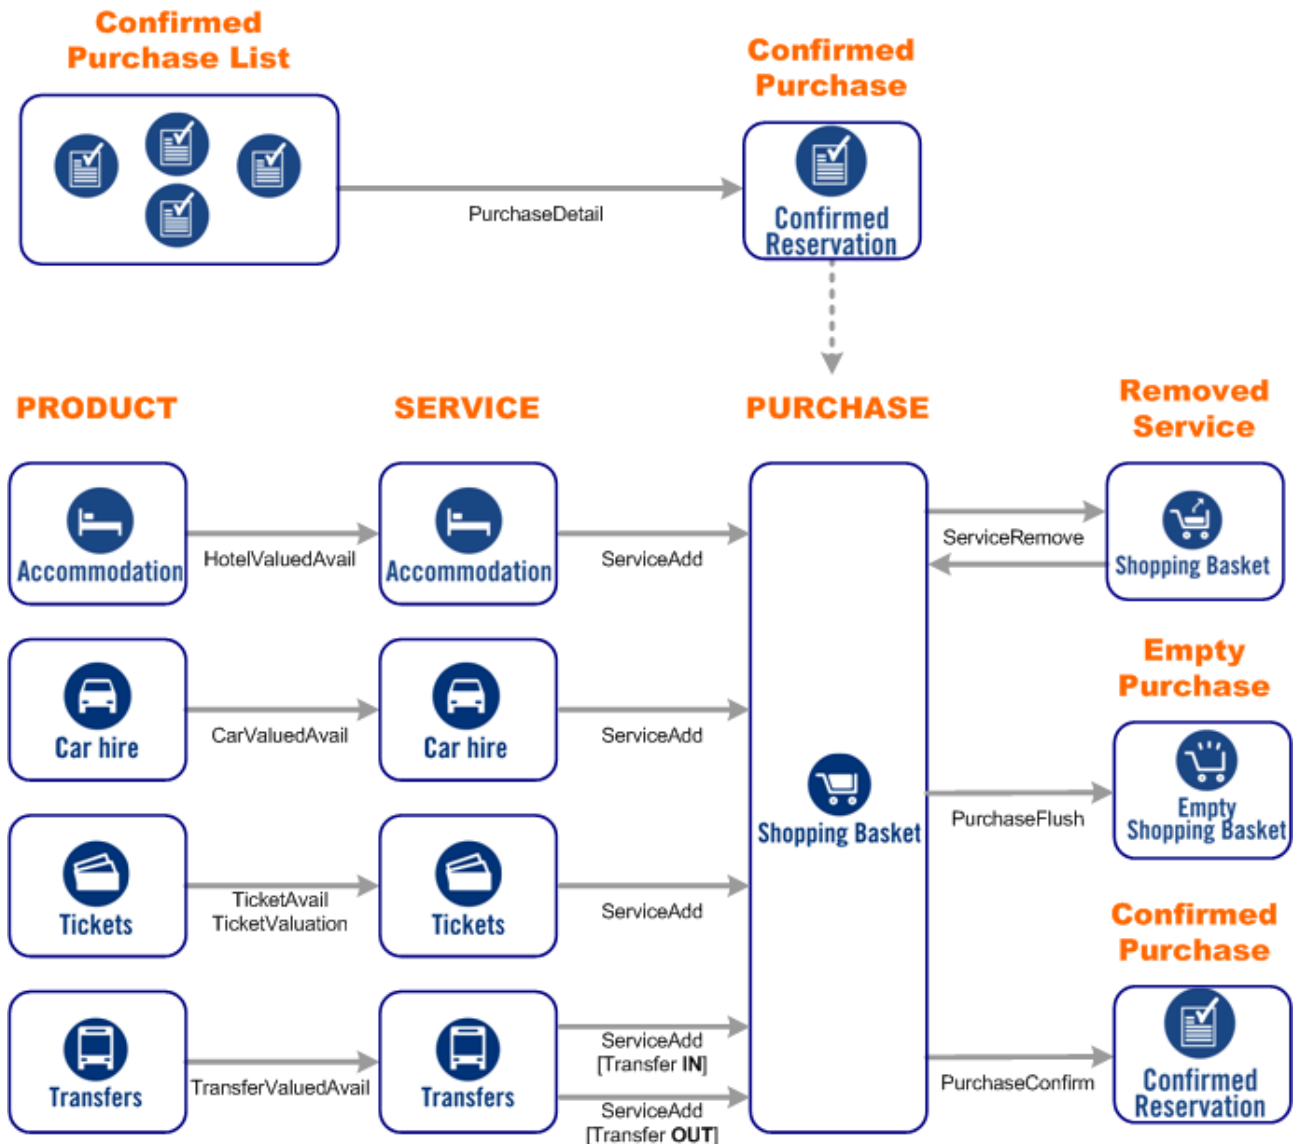 Confirmed
Purchase List
Confirmed
Purchase
PurchaseDetail
Confirmed
Reservation
PRODUCT
SERVICE
PURCHASE
Removed
Service
Accommodation
HotelValuedAvail
Accommodation
ServiceAdd
ServiceRemove
Shopping Basket
Car hire
CarValuedAvail
Car hire
ServiceAdd
Empty
Purchase
Shopping Basket
PurchaseFlush
Empty
Shopping Basket
Tickets
TicketAvail
TicketValuation
Tickets
ServiceAdd
Confirmed
Purchase
Transfers
TransferValuedAvail
Transfers
ServiceAdd
[Transfer IN]
ServiceAdd
[Transfer OUT]
PurchaseConfirm
Confirmed
Reservation